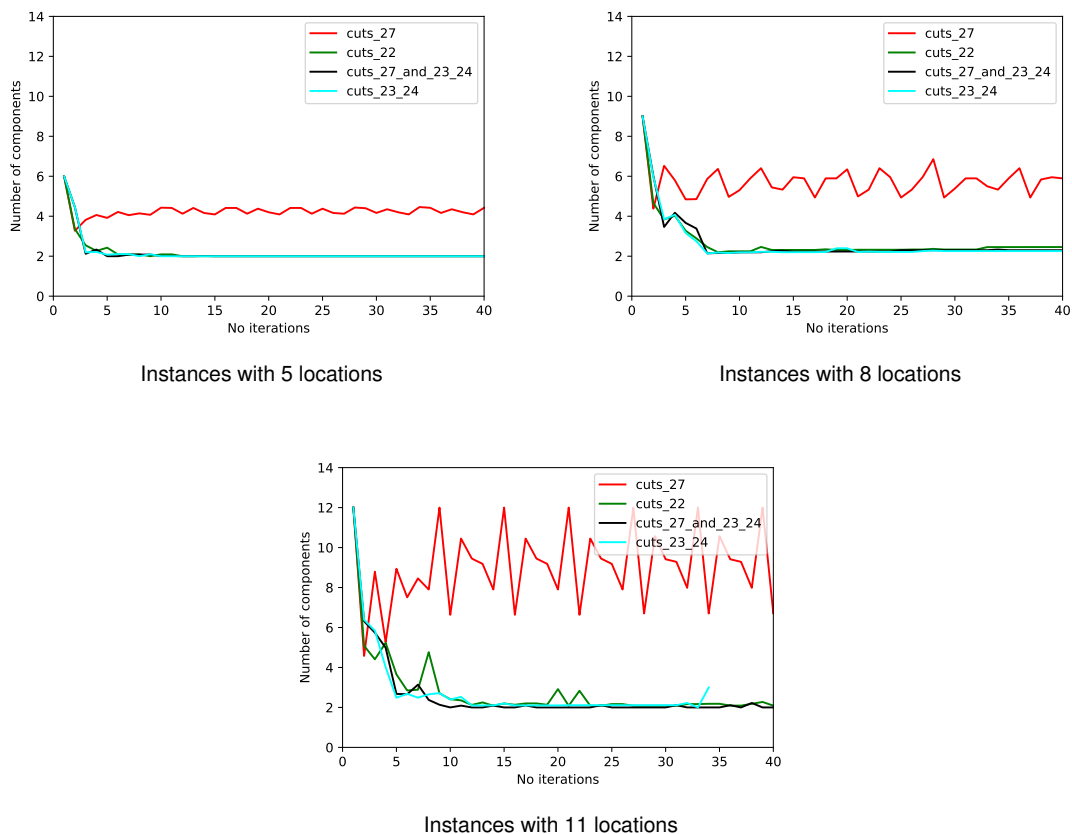 14
12
10
8
6
4
2
0
Number of components
cuts_27
cuts_22
cuts_27_and_23_24
cuts_23_24
0 5 10 15 20 25 30 35 40
No iterations
Instances with 5 locations
14
12
10
8
6
4
2
0
Number of components
cuts_27
cuts_22
cuts_27_and_23_24
cuts_23_24
0 5 10 15 20 25 30 35 40
No iterations
Instances with 8 locations
14
12
10
8
6
4
2
0
Number of components
cuts_27
cuts_22
cuts_27_and_23_24
cuts_23_24
0 5 10 15 20 25 30 35 40
No iterations
Instances with 11 locations